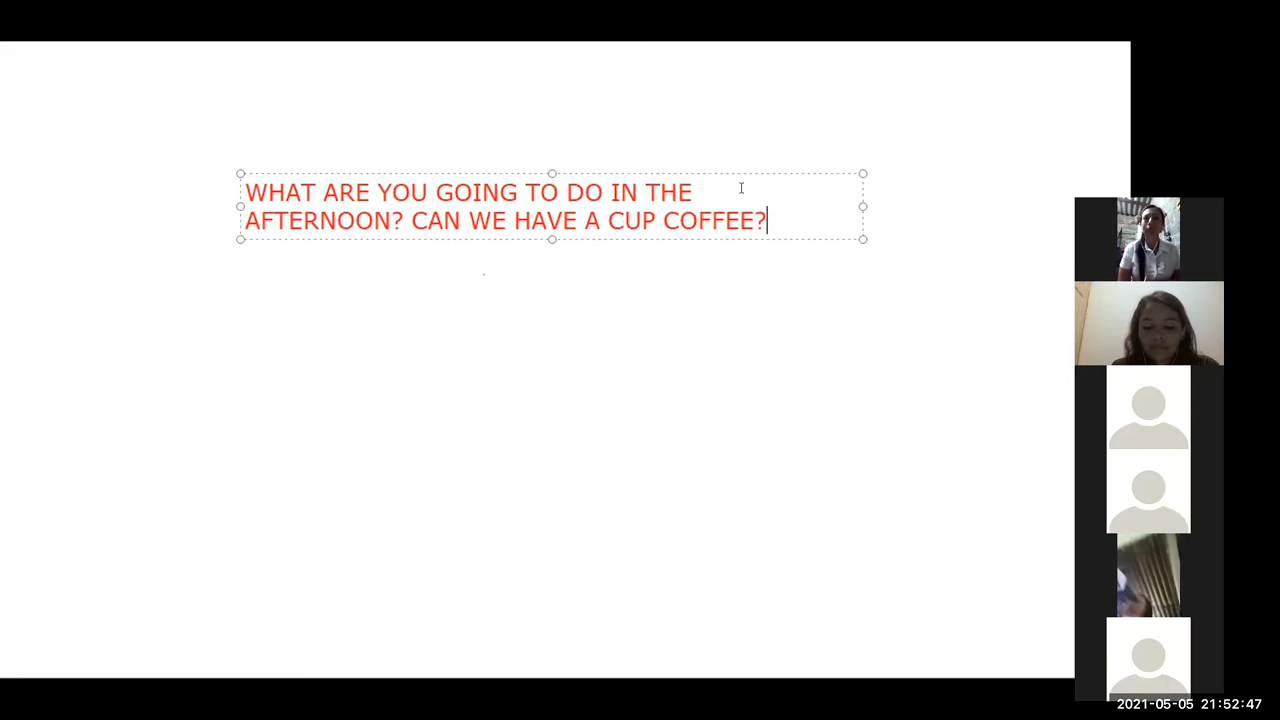 WHAT ARE YOU GOING TO DO IN THE
AFTERNOON? CAN WE HAVE A CUP COFFEE?
2021-05-05 21:52:47